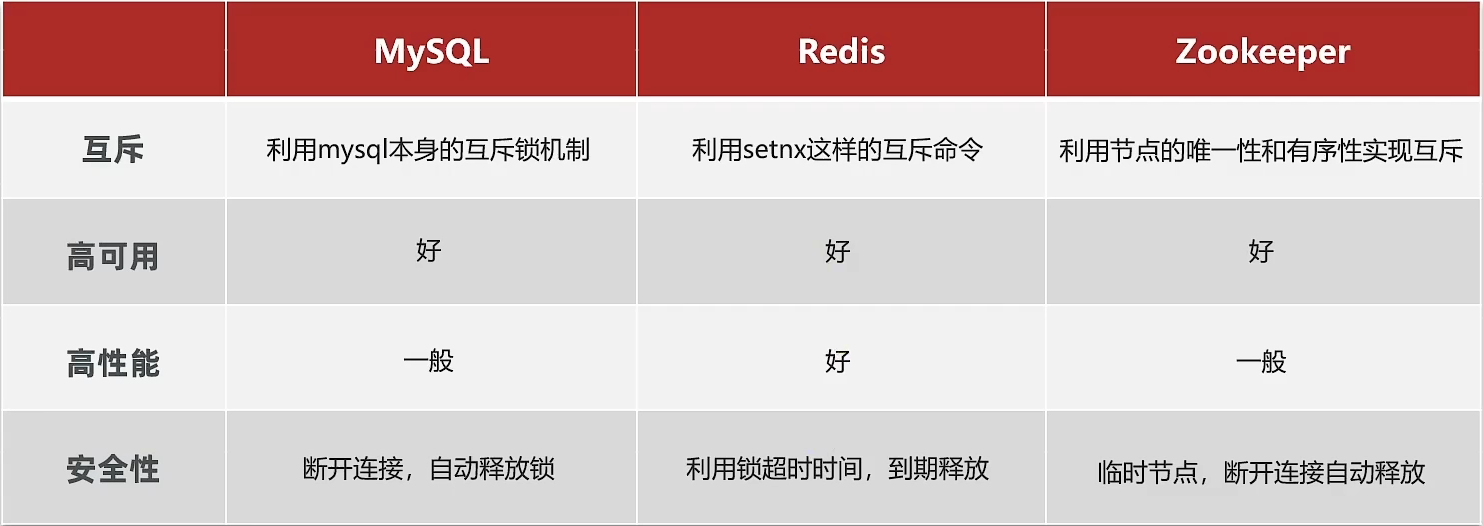 MySQL Redis Zookeeper
互斥 利用mysql本身的互斥锁机制 利用setnx这样的互斥命令 利用节点的唯一性和有序性实现互斥
高可用 好 好 好
高性能 一般 好 一般
安全性 断开连接，自动释放锁 利用锁超时时间，到期释放 临时节点，断开连接自动释放